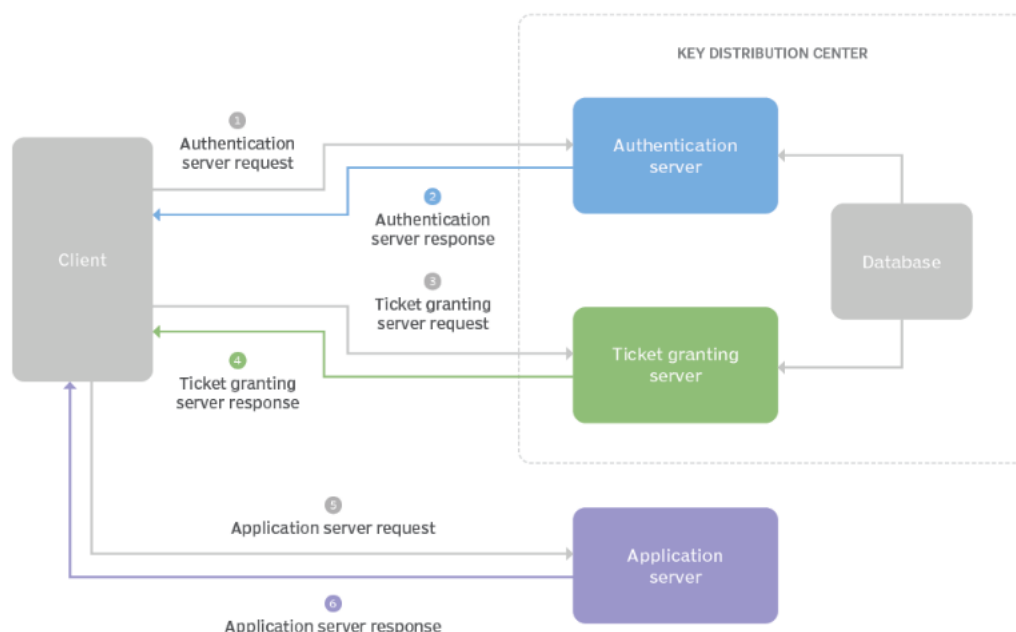 KEY DISTRIBUTION CENTER
1
Authentication
server request
Authentication
server
2
Authentication
server response
Client
Database
3
Ticket granting
server request
Ticket granting
server
4
Ticket granting
server response
5
Application server request
Application
server
6
Application server response